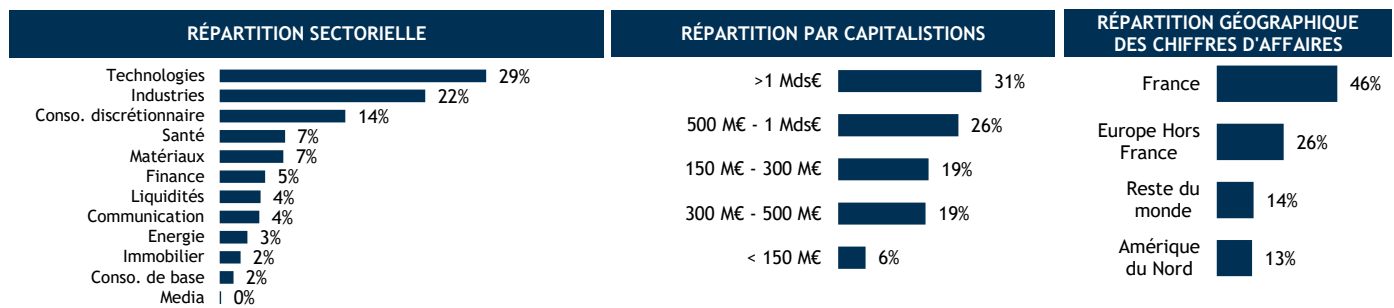 RÉPARTITION SECTORIELLE
Technologies 29%
Industries 22%
Conso. discrétionnaire 14%
Santé 7%
Matériaux 7%
Finance 5%
Liquidités 4%
Communication 4%
Energie 3%
Immobilier 2%
Conso. de base 2%
Media 0%
RÉPARTITION PAR CAPITALISTIONS
>1 Mds€ 31%
500 M€ - 1 Mds€ 26%
150 M€ - 300 M€ 19%
300 M€ - 500 M€ 19%
< 150 M€ 6%
RÉPARTITION GÉOGRAPHIQUE
DES CHIFFRES D'AFFAIRES
France 46%
Europe Hors
France 26%
Reste du
monde 14%
Amérique
du Nord 13%